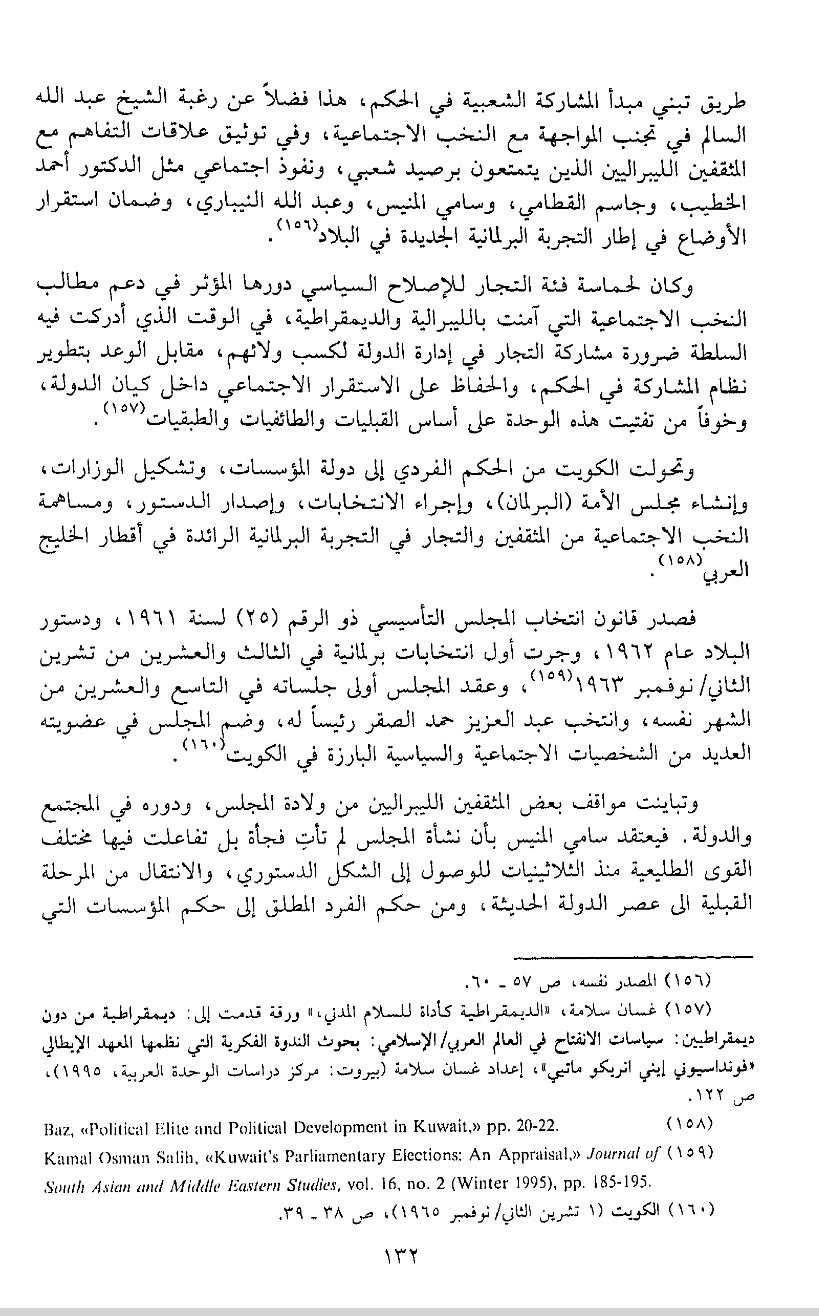 طريق تبني مبدأ المشاركة الشعبية في الحكم، هذا فضلاً عن رغبة الشيخ عبد الله
السالم في تجنب المواجهة مع النخب الاجتماعية، وفي توثيق علاقات التفاهم مع
المثقفين الليبراليين الذين يتمتعون برصيد شعبي، ونفوذ اجتماعي مثل الدكتور أحمد
الخطيب، وجاسم القطامي، وسامي المنيس، وعبد الله النيباري، وضمان استقرار
الأوضاع في إطار التجربة البرلمانية الجديدة في البلاد(١٥٦).
وكان لحماسة فئة التجار للإصلاح السياسي دورها المؤثر في دعم مطالب
النخب الاجتماعية التي آمنت بالليبرالية والديمقراطية، في الوقت الذي أدركت فيه
السلطة ضرورة مشاركة التجار في إدارة الدولة لكسب ولائهم، مقابل الوعد بتطوير
نظام المشاركة في الحكم، والحفاظ على الاستقرار الاجتماعي داخل كيان الدولة،
وخوفاً من تفتيت هذه الوحدة على أساس القبليات والطائفيات والطبقيات(١٥٧).
وتحولت الكويت من الحكم الفردي إلى دولة المؤسسات، وتشكيل الوزارات،
وإنشاء مجلس الأمة (البرلمان)، وإجراء الانتخابات، وإصدار الدستور، ومساهمة
النخب الاجتماعية من المثقفين والتجار في التجربة البرلمانية الرائدة في أقطار الخليج
العربي(١٥٨).
فصدر قانون انتخاب المجلس التأسيسي ذو الرقم (٢٥) لسنة ١٩٦١، ودستور
البلاد عام ١٩٦٢، وجرت أول انتخابات برلمانية في الثالث والعشرين من تشرين
الثاني/نوفمبر ١٩٦٣(١٥٩)، وعقد المجلس أولى جلساته في التاسع والعشرين من
الشهر نفسه، وانتخب عبد العزيز حمد الصقر رئيساً له، وضم المجلس في عضويته
العديد من الشخصيات الاجتماعية والسياسية البارزة في الكويت(١٦٠).
وتباينت مواقف بعض المثقفين الليبراليين من ولادة المجلس، ودوره في المجتمع
والدولة. فيعتقد سامي المنيس بأن نشأة المجلس لم تأتِ فجأة بل تفاعلت فيها مختلف
القوى الطليعية منذ الثلاثينيات للوصول إلى الشكل الدستوري، والانتقال من المرحلة
القبلية الى عصر الدولة الحديثة، ومن حكم الفرد المطلق إلى حكم المؤسسات التي
(١٥٦) المصدر نفسه، ص ٥٧ - ٦٠.
(١٥٧) غسان سلامة، «الديمقراطية كأداة للسلام المدني،» ورقة قدمت إلى: ديمقراطية من دون
ديمقراطيين: سياسات الانفتاح في العالم العربي/الإسلامي: بحوث الندوة الفكرية التي نظمها المعهد الإيطالي
«فونداسيوني إيني انريكو ماتيي»، إعداد غسان سلامة (بيروت: مركز دراسات الوحدة العربية، ١٩٩٥)،
ص ١٢٢.
(١٥٨) Baz, «Political Elite and Political Development in Kuwait,» pp. 20-22.
(١٥٩) Kamal Osman Salih, «Kuwait's Parliamentary Elections: An Appraisal,» Journal of
South Asian and Middle Eastern Studies, vol. 16, no. 2 (Winter 1995), pp. 185-195.
(١٦٠) الكويت (١ تشرين الثاني/نوفمبر ١٩٦٥)، ص ٣٨ - ٣٩.
١٣٢